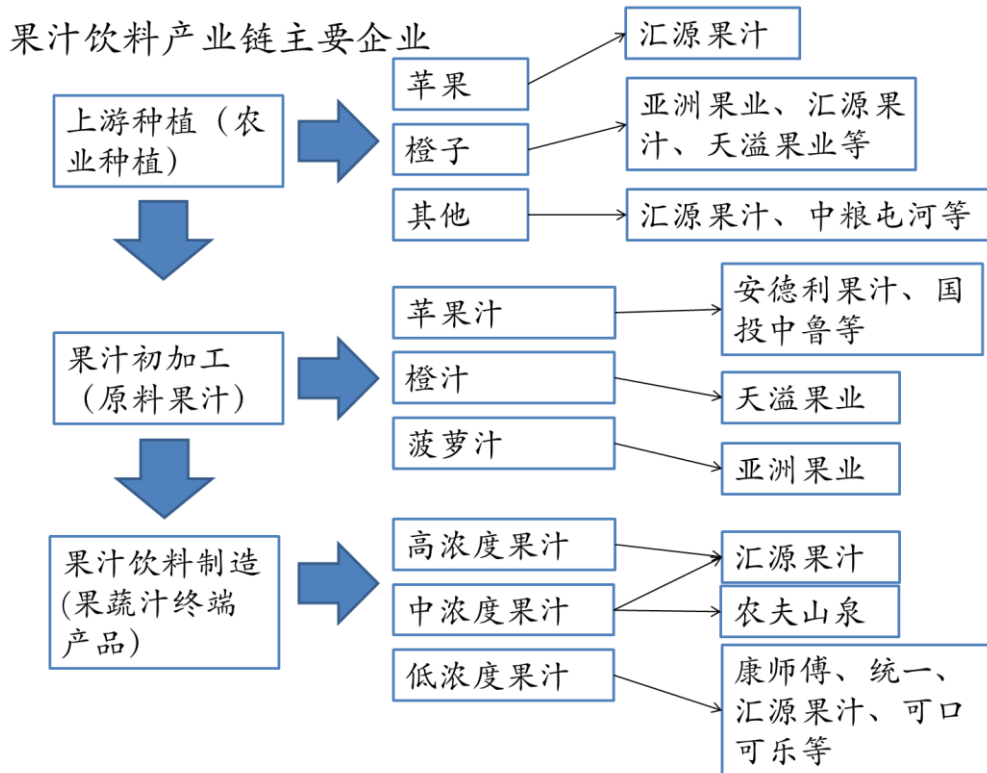 果汁饮料产业链主要企业
上游种植（农
业种植）
苹果
汇源果汁
橙子
亚洲果业、汇源果
汁、天溢果业等
其他
汇源果汁、中粮屯河等
果汁初加工
（原料果汁）
苹果汁
安德利果汁、国
投中鲁等
橙汁
天溢果业
菠萝汁
亚洲果业
果汁饮料制造
(果蔬汁终端
产品）
高浓度果汁
汇源果汁
中浓度果汁
农夫山泉
低浓度果汁
康师傅、统一、
汇源果汁、可口
可乐等